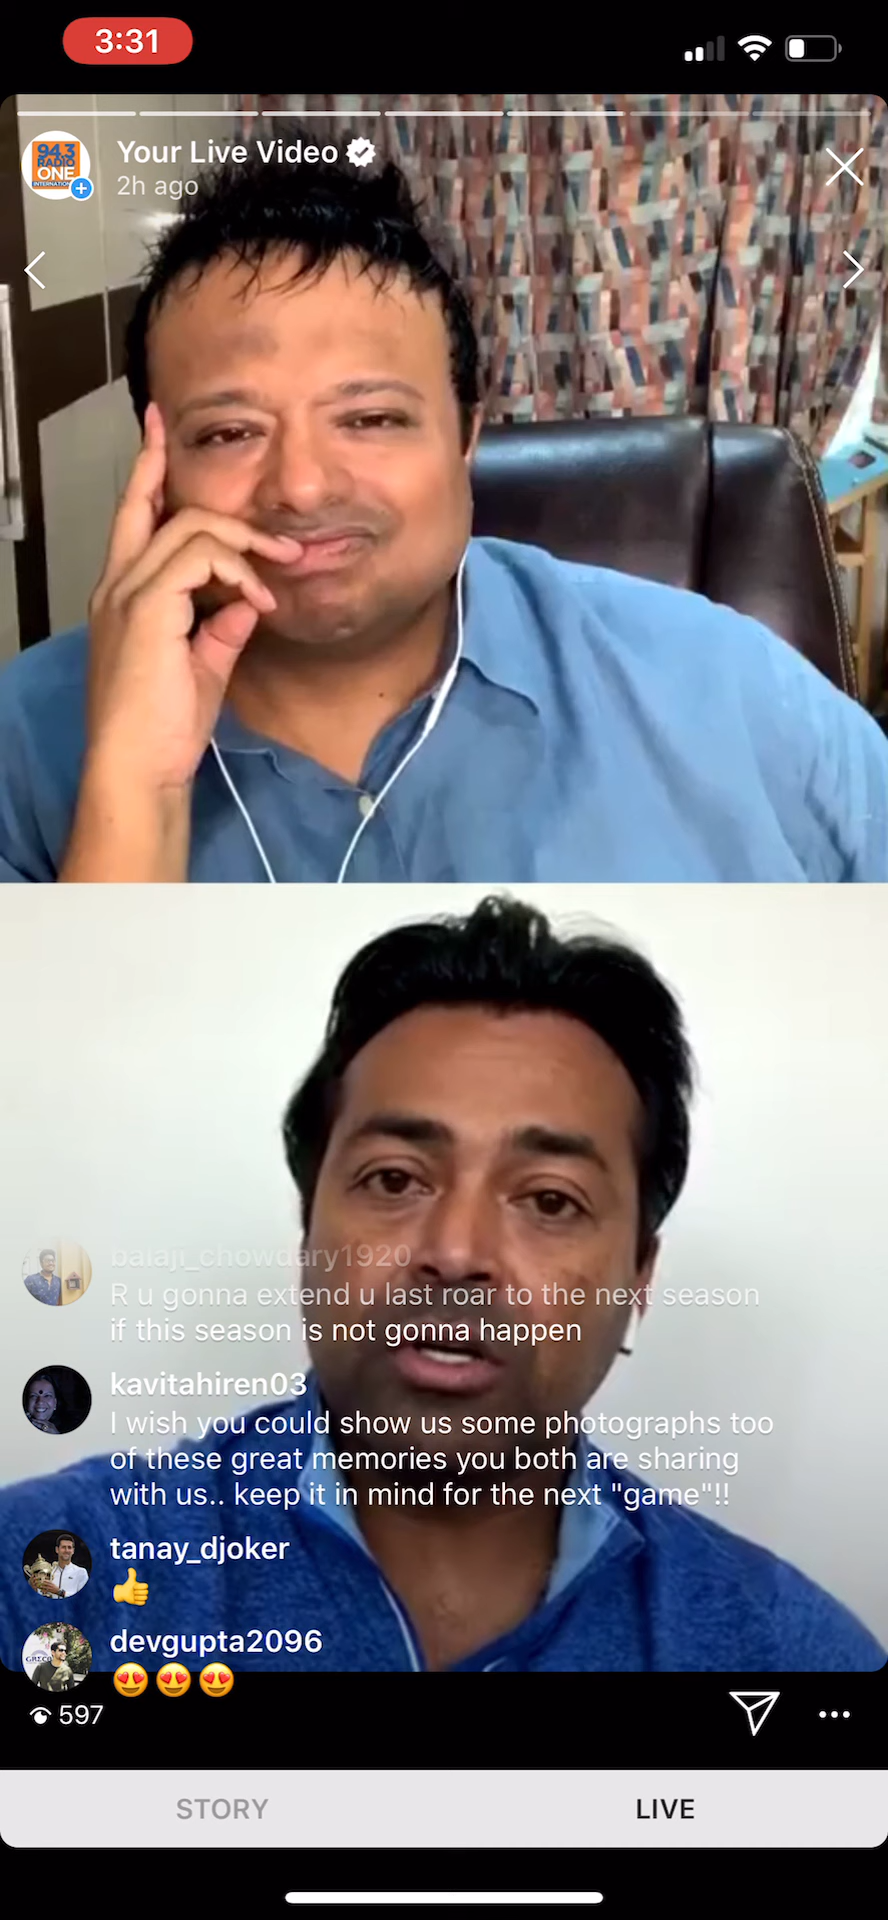 3:31
94.3
RADIO
ONE
INTERNATION
Your Live Video
2h ago
balaji_chowdary1920
R u gonna extend u last roar to the next season
if this season is not gonna happen
kavitahiren03
I wish you could show us some photographs too
of these great memories you both are sharing
with us.. keep it in mind for the next "game"!!
tanay_djoker
👍
devgupta2096
GRECO
😍😍😍
597
STORY
LIVE